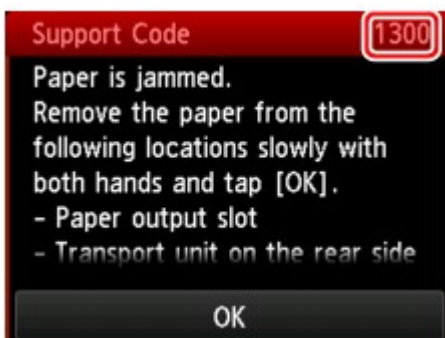 Support Code 1300
Paper is jammed.
Remove the paper from the
following locations slowly with
both hands and tap [OK].
- Paper output slot
- Transport unit on the rear side
OK